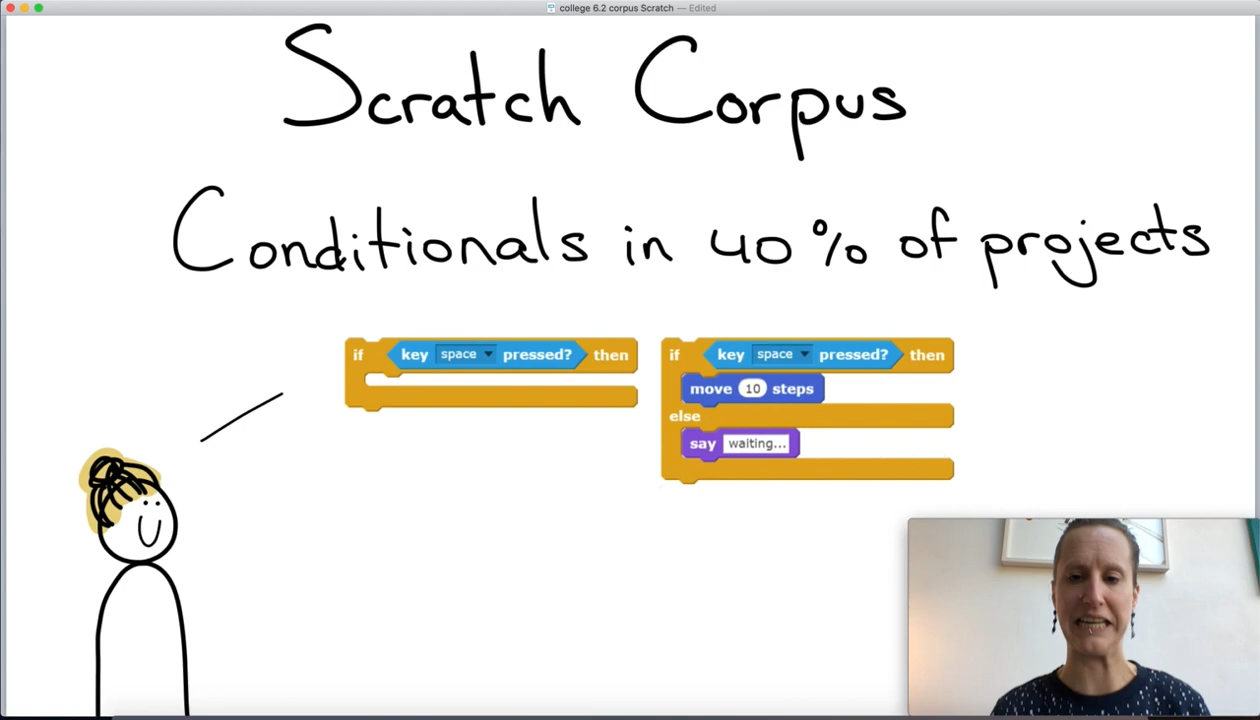 college 6.2 corpus Scratch — Edited
Scratch Corpus
Conditionals in 40% of projects
if key space pressed? then
if key space pressed? then
move 10 steps
else
say waiting...